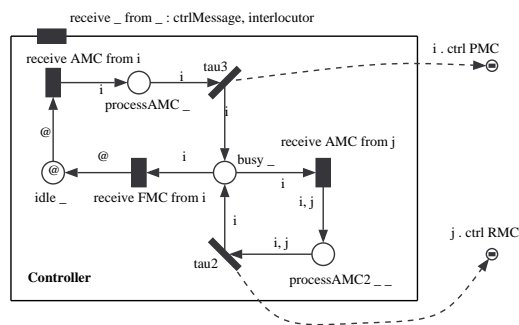 receive _ from _ : ctrlMessage, interlocutor
receive AMC from i
i . ctrl PMC
tau3
i
i
processAMC _
i
@
receive AMC from j
@
i
@
busy _
i
idle _
receive FMC from i
i, j
i
i, j
j . ctrl RMC
tau2
Controller
processAMC2 _ _